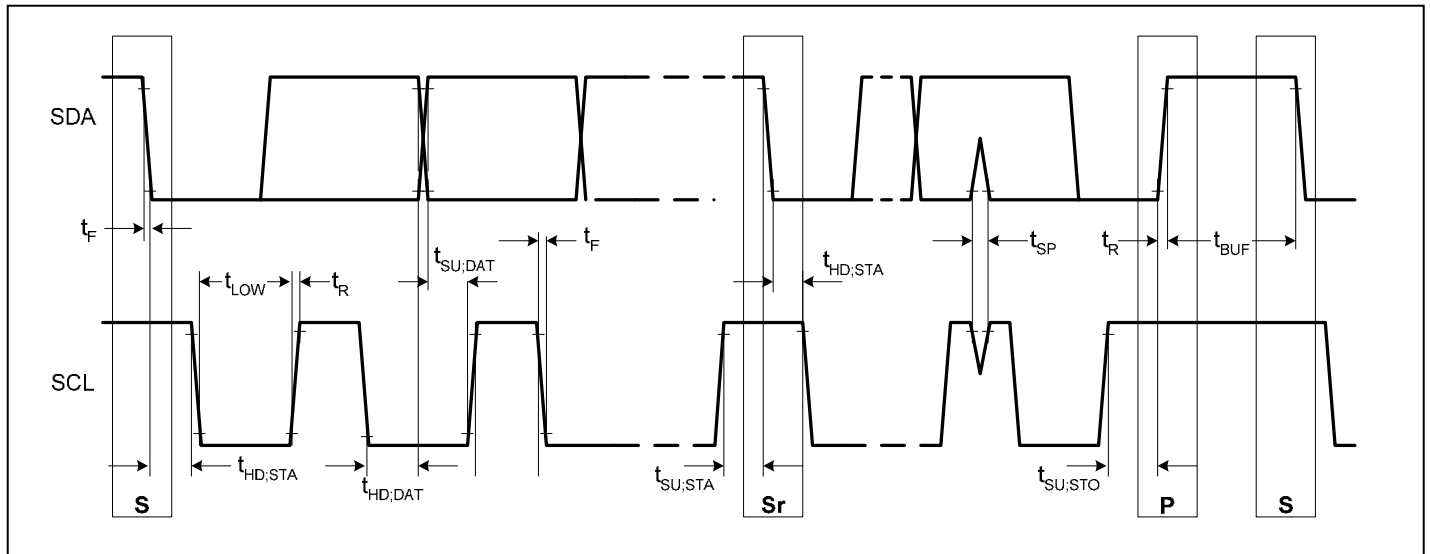 SDA
tF
tSU;DAT
tF
tHD;STA
tSP
tR
tBUF
tLOW
tR
SCL
tHD;STA
tHD;DAT
tSU;STA
tSU;STO
S
Sr
P
S